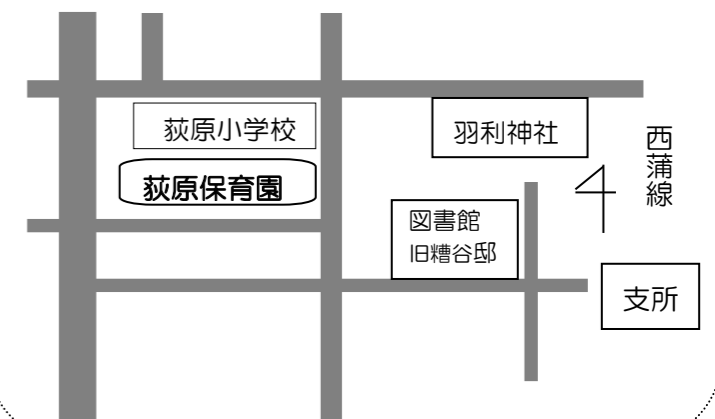 荻原小学校
羽利神社
西蒲線
荻原保育園
図書館
旧糟谷邸
支所